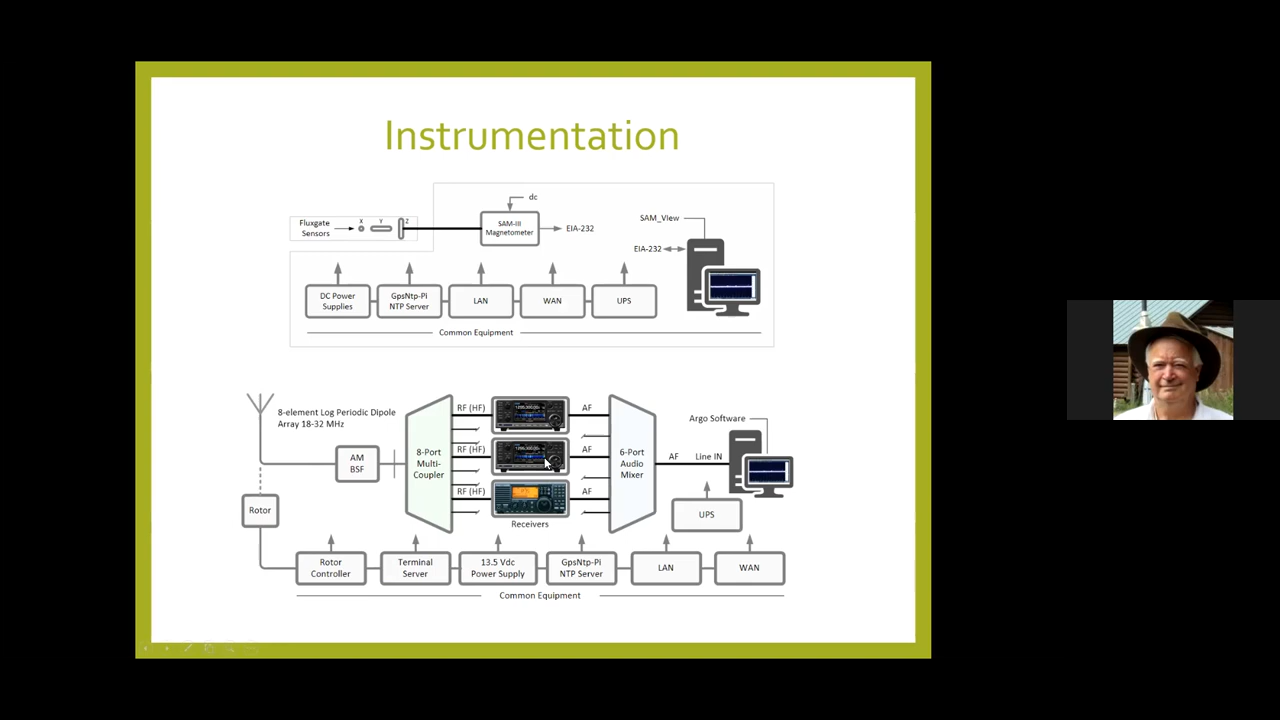 Instrumentation
dc
Fluxgate
Sensors
X
Y
Z
SAM-III
Magnetometer
EIA-232
SAM_View
EIA-232
DC Power
Supplies
GpsNtp-Pi
NTP Server
LAN
WAN
UPS
Common Equipment
8-element Log Periodic Dipole
Array 18-32 MHz
AM
BSF
8-Port
Multi-
Coupler
RF (HF)
AF
RF (HF)
AF
RF (HF)
AF
Receivers
6-Port
Audio
Mixer
AF
Line IN
Argo Software
UPS
Rotor
Rotor
Controller
Terminal
Server
13.5 Vdc
Power Supply
GpsNtp-Pi
NTP Server
LAN
WAN
Common Equipment